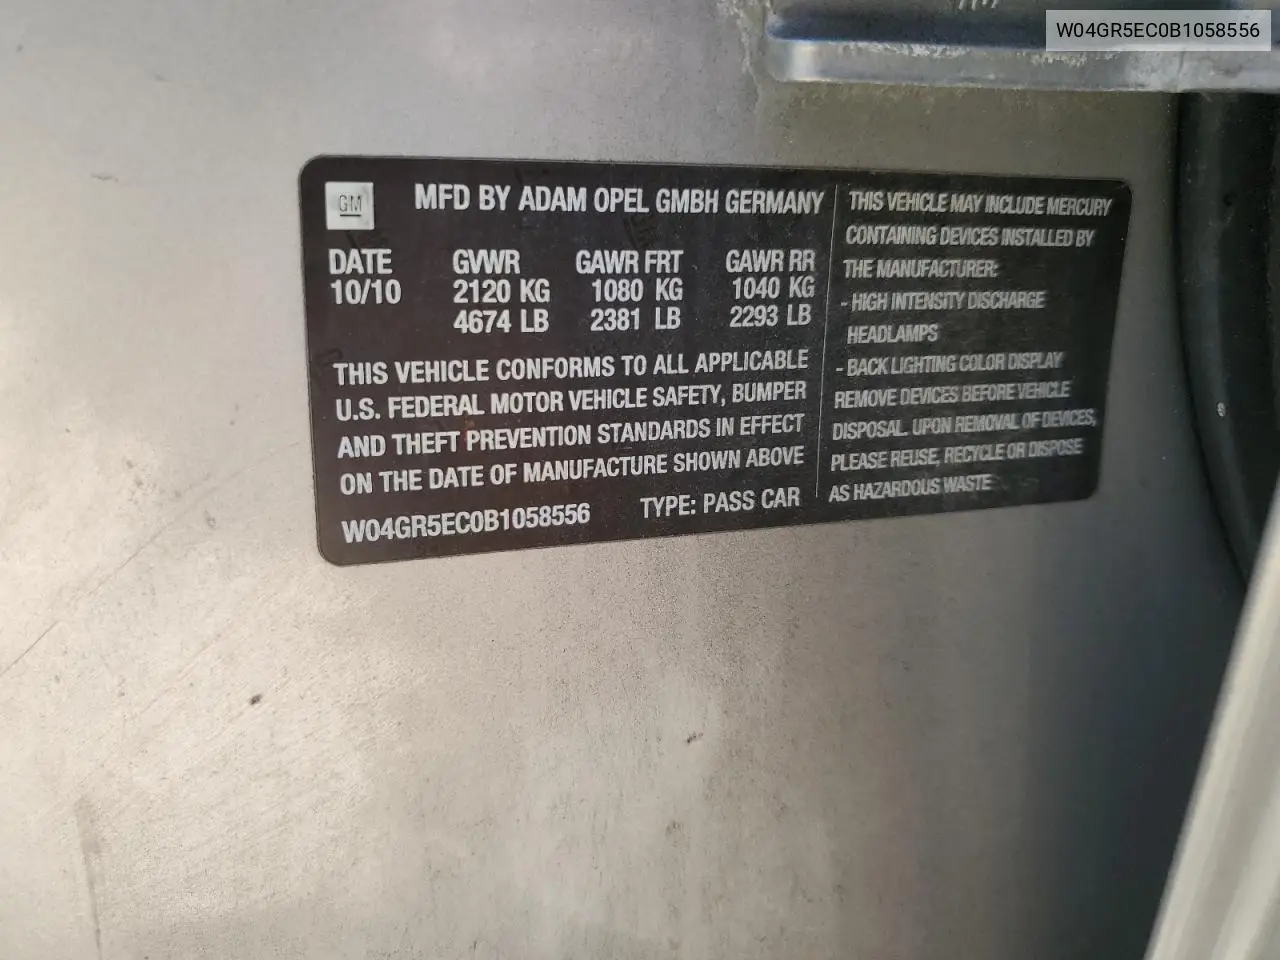 W04GR5EC0B1058556
GM
MFD BY ADAM OPEL GMBH GERMANY
DATE GVWR GAWR FRT GAWR RR
10/10 2120 KG 1080 KG 1040 KG
4674 LB 2381 LB 2293 LB
THIS VEHICLE CONFORMS TO ALL APPLICABLE
U.S. FEDERAL MOTOR VEHICLE SAFETY, BUMPER
AND THEFT PREVENTION STANDARDS IN EFFECT
ON THE DATE OF MANUFACTURE SHOWN ABOVE
W04GR5EC0B1058556 TYPE: PASS CAR
THIS VEHICLE MAY INCLUDE MERCURY
CONTAINING DEVICES INSTALLED BY
THE MANUFACTURER:
- HIGH INTENSITY DISCHARGE
HEADLAMPS
- BACK LIGHTING COLOR DISPLAY
REMOVE DEVICES BEFORE VEHICLE
DISPOSAL. UPON REMOVAL OF DEVICES,
PLEASE REUSE, RECYCLE OR DISPOSE
AS HAZARDOUS WASTE